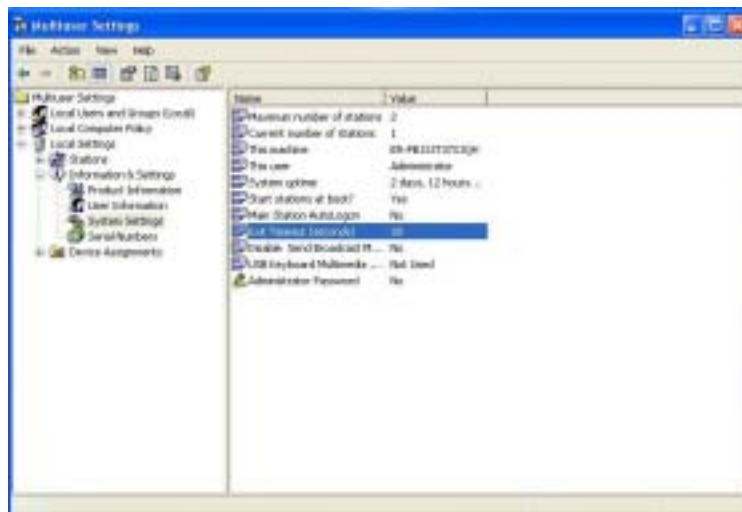 Multiuser Settings
File Action View Help
Multiuser Settings
Local Users and Groups (Local)
Local Computer Policy
Local Settings
Stations
Information & Settings
Product Information
User Information
System Settings
Serial Numbers
Device Assignments
Name Value
Maximum number of stations 2
Current number of stations 1
This machine
This user Administrator
System uptime 2 days, 12 hours ...
Start stations at boot? Yes
Main Station AutoLogon No
Exit Timeout (seconds)
Disable Send Broadcast M... No
USB Keyboard Multimedia ... Not Used
Administrator Password No